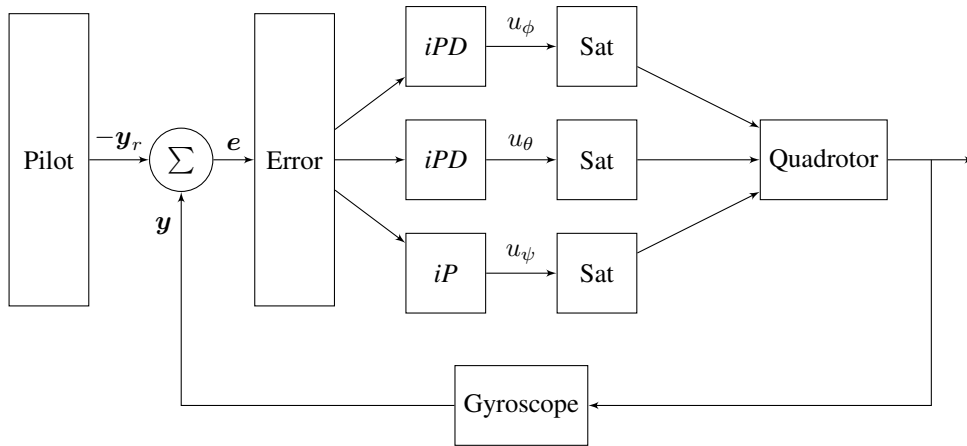 Pilot
−y_r
∑
y
e
Error
iPD
u_ϕ
Sat
iPD
u_θ
Sat
iP
u_ψ
Sat
Quadrotor
Gyroscope